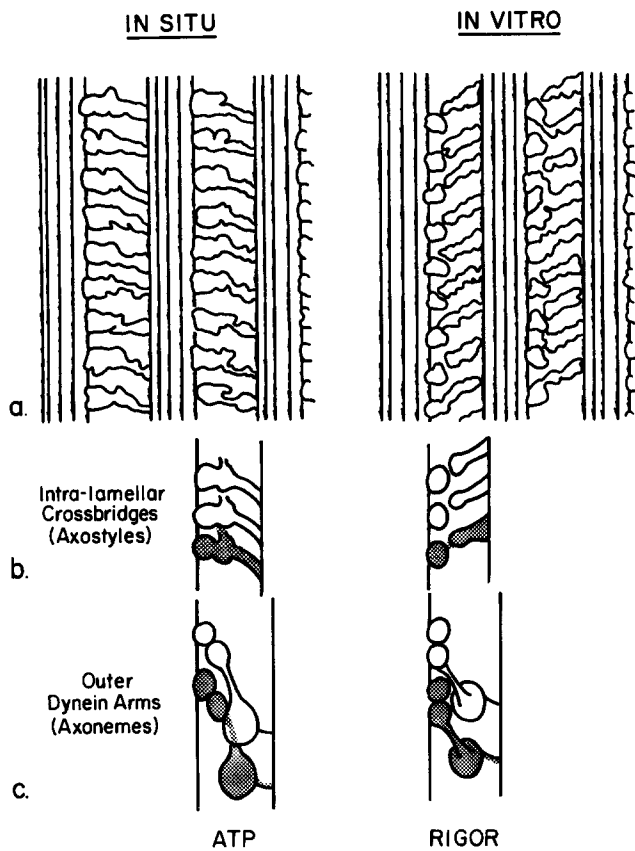 IN SITU
IN VITRO
a.
Intra-lamellar
Crossbridges
(Axostyles)
b.
Outer
Dynein Arms
(Axonemes)
c.
ATP
RIGOR